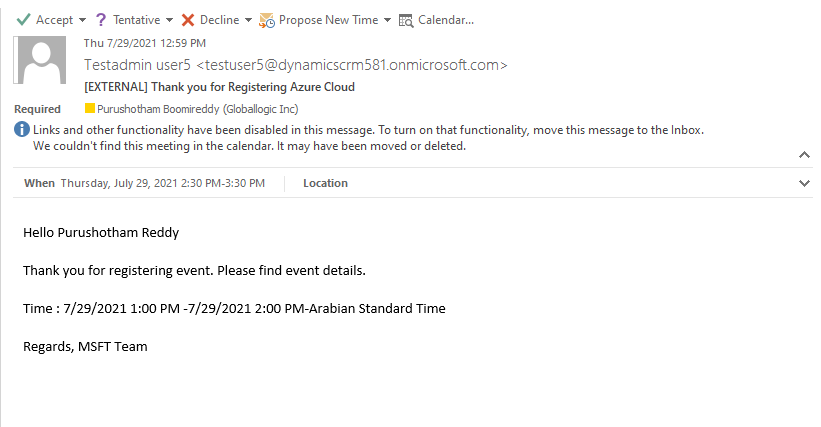 Accept ? Tentative Decline Propose New Time Calendar...
Thu 7/29/2021 12:59 PM
Testadmin user5 <testuser5@dynamicscrm581.onmicrosoft.com>
[EXTERNAL] Thank you for Registering Azure Cloud
Required Purushotham Boomireddy (Globallogic Inc)
Links and other functionality have been disabled in this message. To turn on that functionality, move this message to the Inbox.
We couldn't find this meeting in the calendar. It may have been moved or deleted.
When Thursday, July 29, 2021 2:30 PM-3:30 PM Location
Hello Purushotham Reddy
Thank you for registering event. Please find event details.
Time : 7/29/2021 1:00 PM -7/29/2021 2:00 PM-Arabian Standard Time
Regards, MSFT Team